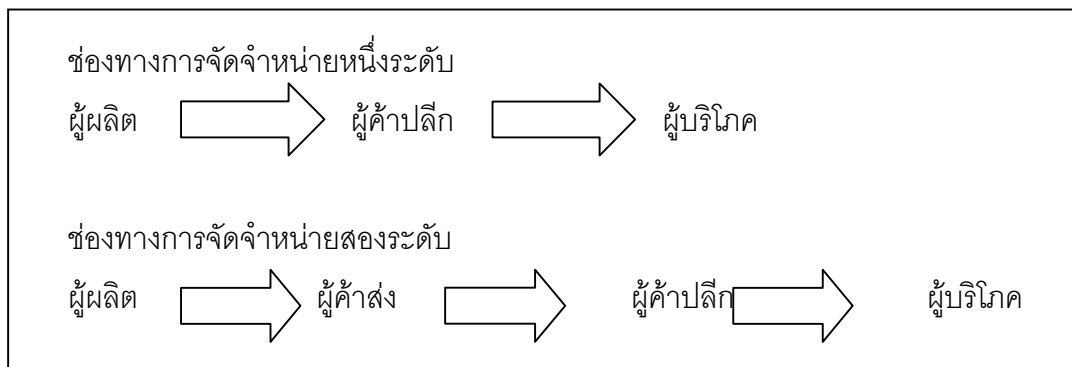 ช่องทางการจัดจำหน่ายหนึ่งระดับ
ผู้ผลิต ผู้ค้าปลีก ผู้บริโภค
ช่องทางการจัดจำหน่ายสองระดับ
ผู้ผลิต ผู้ค้าส่ง ผู้ค้าปลีก ผู้บริโภค